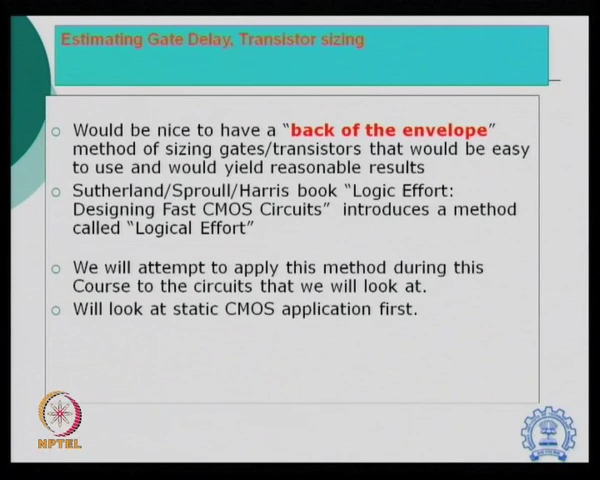 Estimating Gate Delay, Transistor sizing
Would be nice to have a "back of the envelope"
method of sizing gates/transistors that would be easy
to use and would yield reasonable results
Sutherland/Sproull/Harris book "Logic Effort:
Designing Fast CMOS Circuits" introduces a method
called "Logical Effort"
We will attempt to apply this method during this
Course to the circuits that we will look at.
Will look at static CMOS application first.
NPTEL